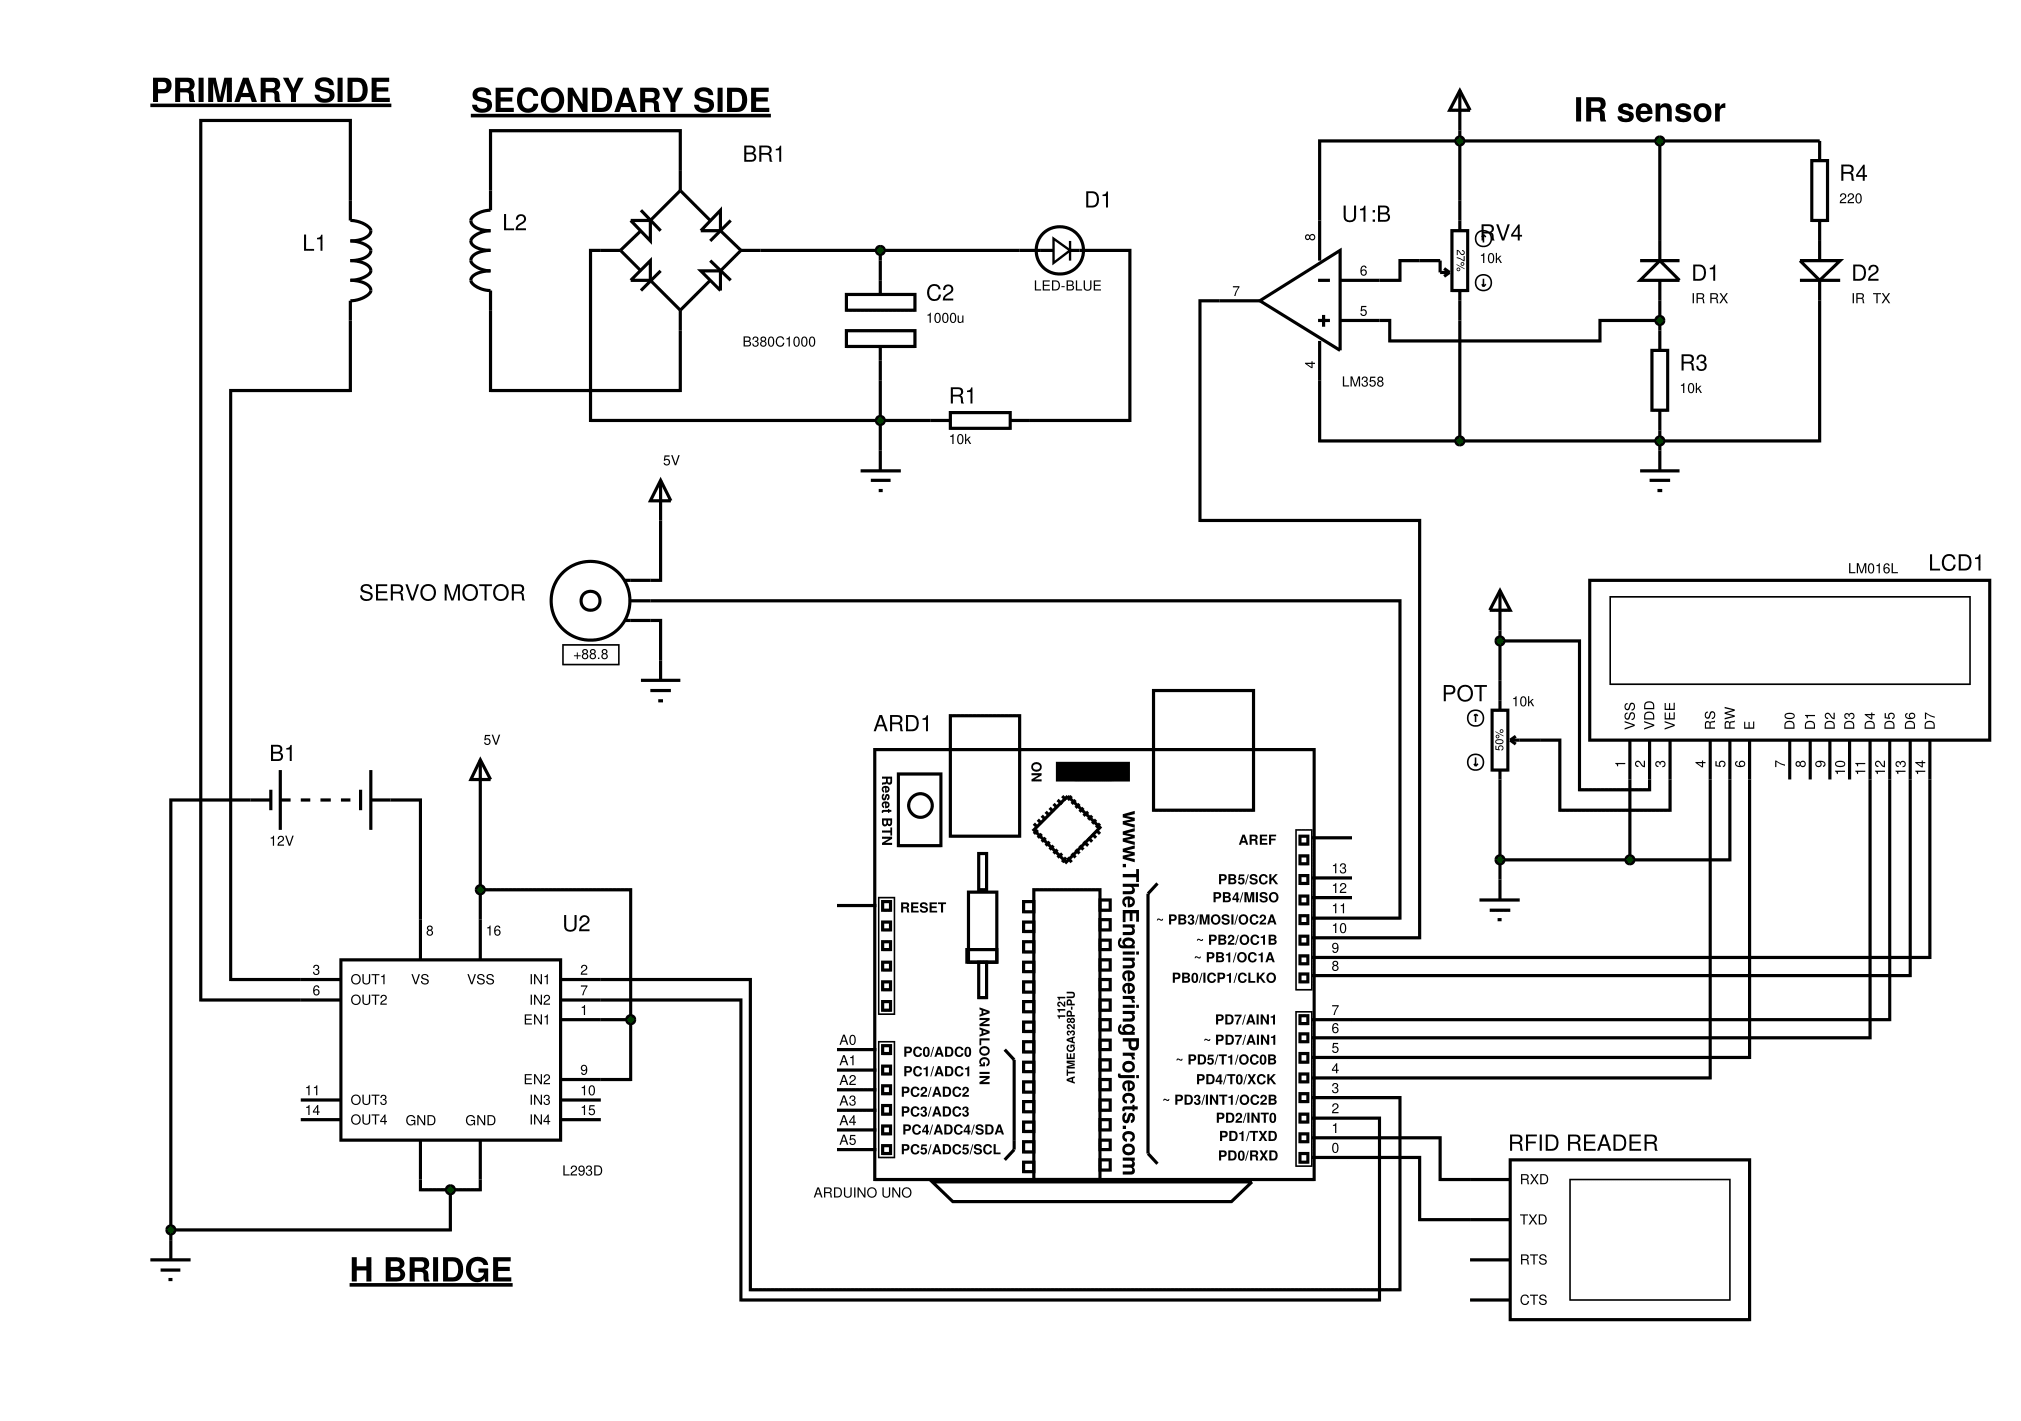 PRIMARY SIDE
L1
SECONDARY SIDE
L2
BR1
B380C1000
C2
1000u
D1
LED-BLUE
R1
10k
IR sensor
U1:B
8
6
5
7
4
LM358
RV4
10k
27%
D1
IR RX
R3
10k
R4
220
D2
IR TX
5V
SERVO MOTOR
+88.8
LCD1
LM016L
VSS
VDD
VEE
RS
RW
E
D0
D1
D2
D3
D4
D5
D6
D7
1
2
3
4
5
6
7
8
9
10
11
12
13
14
POT
10k
50%
B1
12V
5V
U2
8
16
3
6
11
14
OUT1
OUT2
OUT3
OUT4
VS
VSS
IN1
IN2
EN1
EN2
IN3
IN4
GND
GND
2
7
1
9
10
15
L293D
H BRIDGE
ARD1
ON
Reset BTN
RESET
ANALOG IN
1121
ATMEGA328P-PU
www.TheEngineeringProjects.com
A0
A1
A2
A3
A4
A5
PC0/ADC0
PC1/ADC1
PC2/ADC2
PC3/ADC3
PC4/ADC4/SDA
PC5/ADC5/SCL
AREF
PB5/SCK
13
PB4/MISO
12
~ PB3/MOSI/OC2A
11
~ PB2/OC1B
10
~ PB1/OC1A
9
PB0/ICP1/CLKO
8
PD7/AIN1
7
~ PD7/AIN1
6
~ PD5/T1/OC0B
5
PD4/T0/XCK
4
~ PD3/INT1/OC2B
3
PD2/INT0
2
PD1/TXD
1
PD0/RXD
0
ARDUINO UNO
RFID READER
RXD
TXD
RTS
CTS